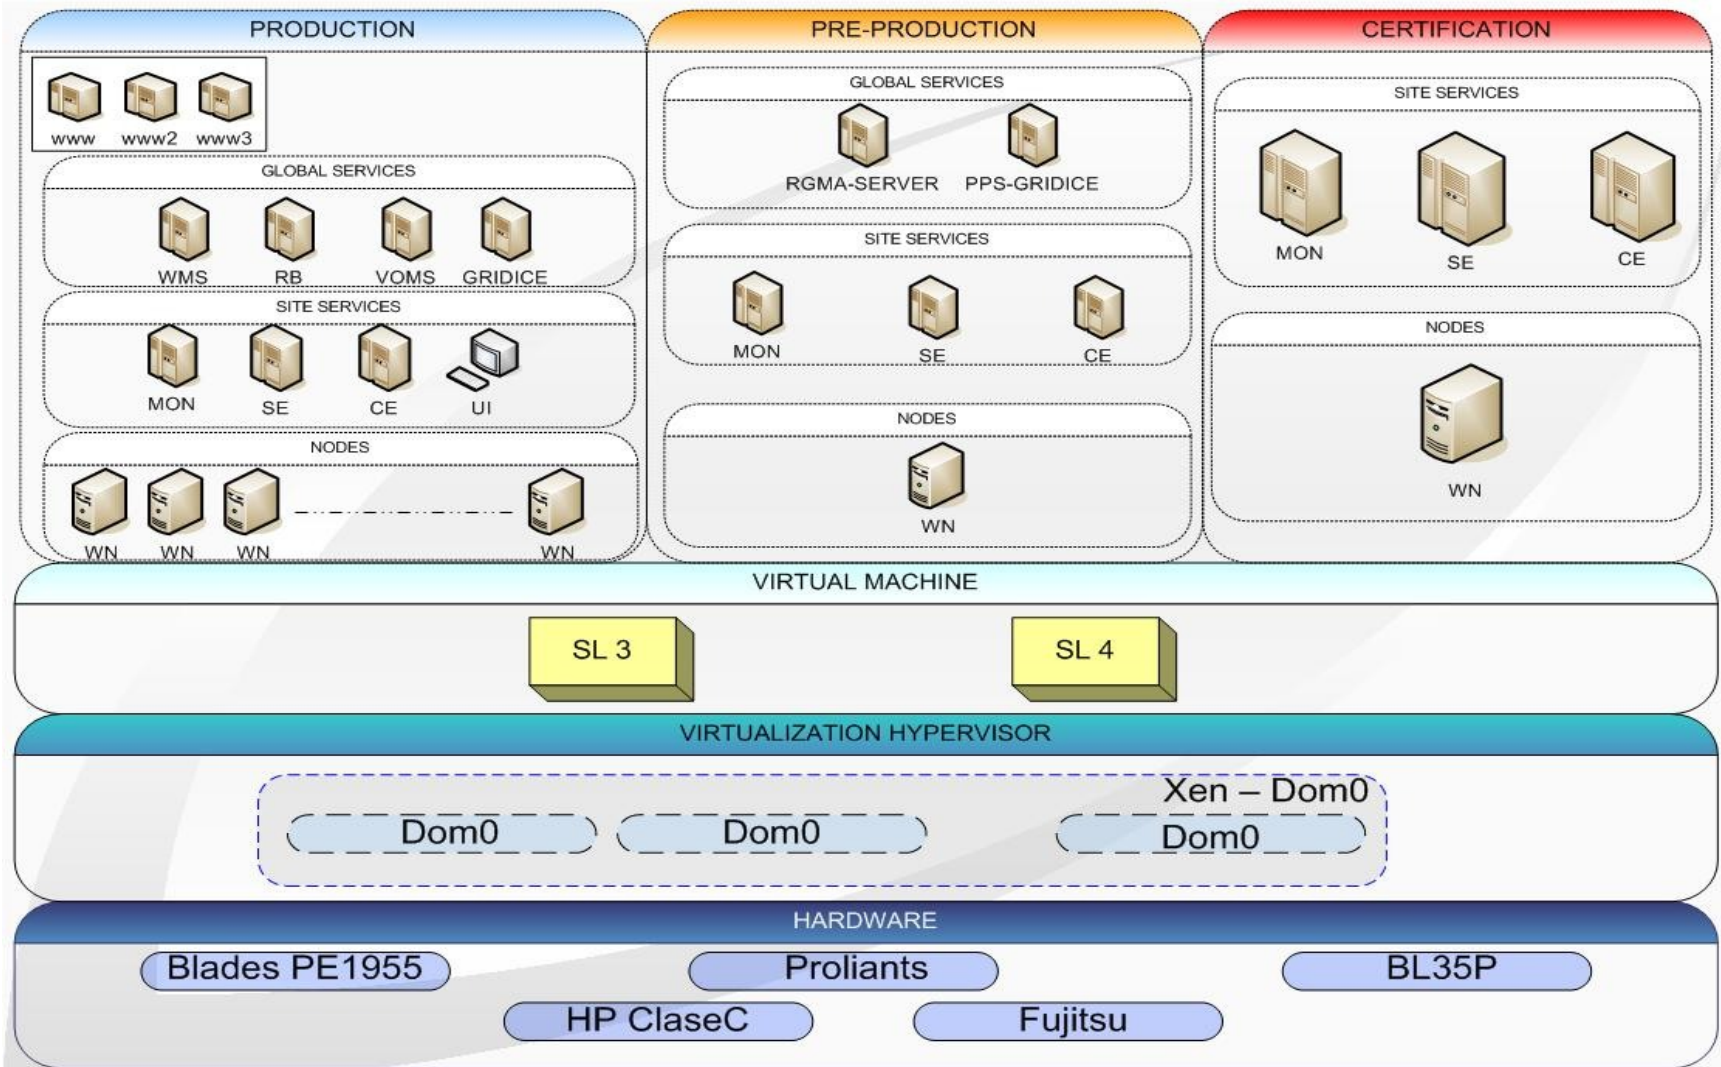 PRODUCTION
www www2 www3
GLOBAL SERVICES
WMS RB VOMS GRIDICE
SITE SERVICES
MON SE CE UI
NODES
WN WN WN WN
PRE-PRODUCTION
GLOBAL SERVICES
RGMA-SERVER PPS-GRIDICE
SITE SERVICES
MON SE CE
NODES
WN
CERTIFICATION
SITE SERVICES
MON SE CE
NODES
WN
VIRTUAL MACHINE
SL 3 SL 4
VIRTUALIZATION HYPERVISOR
Xen – Dom0
Dom0 Dom0 Dom0
HARDWARE
Blades PE1955 Proliants BL35P
HP ClaseC Fujitsu